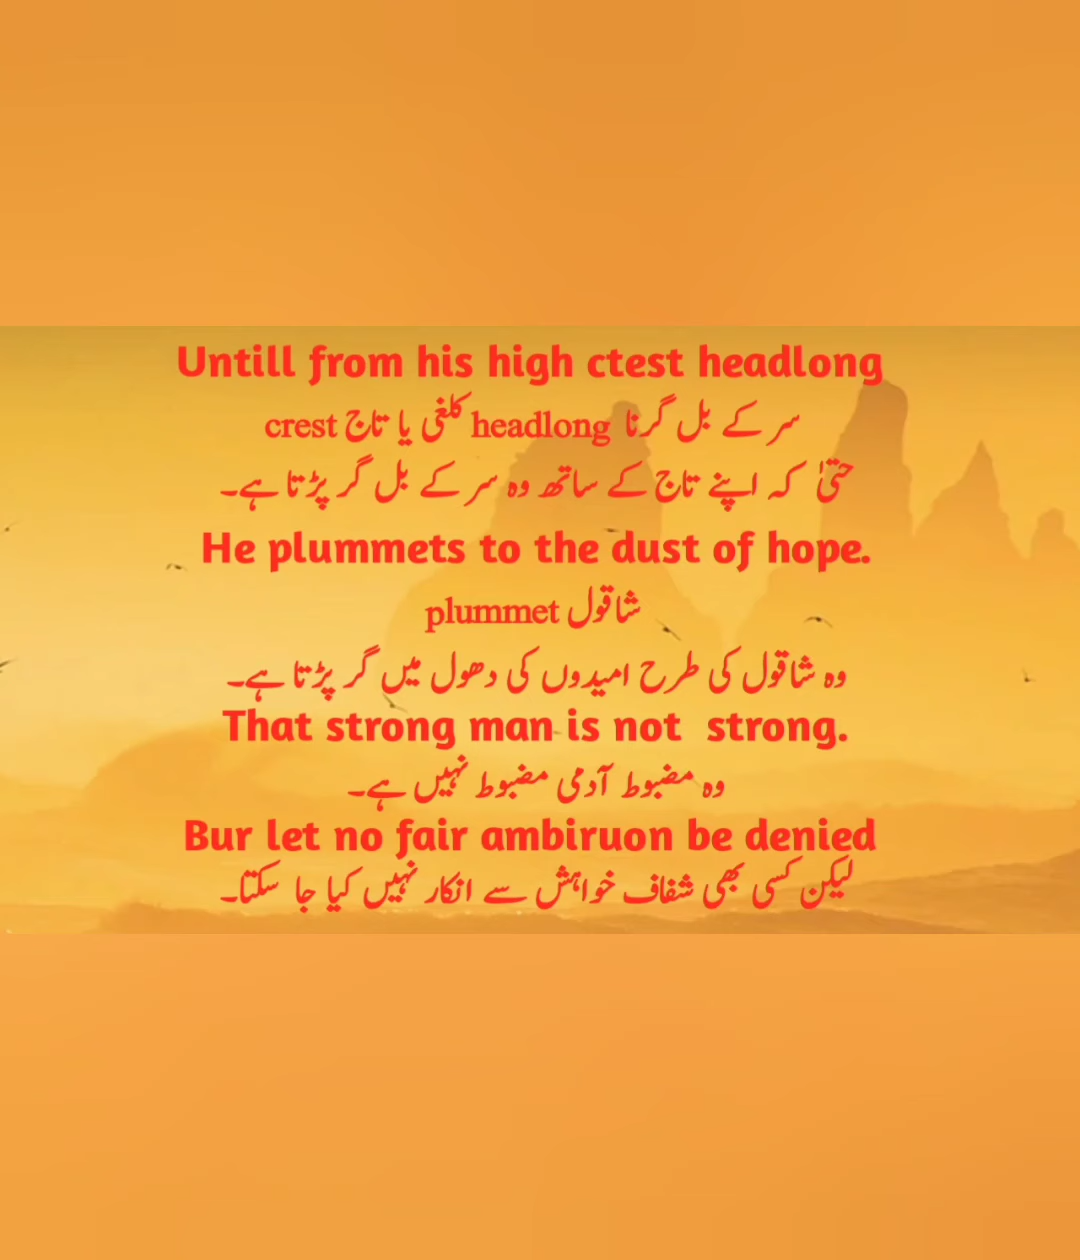 Untill from his high ctest headlong
سر کے بل گرنا headlong کلغی یا تاج crest
حتیٰ کہ اپنے تاج کے ساتھ وہ سر کے بل گر پڑتا ہے۔
He plummets to the dust of hope.
شاقول plummet
وہ شاقول کی طرح امیدوں کی دھول میں گر پڑتا ہے۔
That strong man is not strong.
وہ مضبوط آدمی مضبوط نہیں ہے۔
Bur let no fair ambiruon be denied
لیکن کسی بھی شفاف خواہش سے انکار نہیں کیا جا سکتا۔